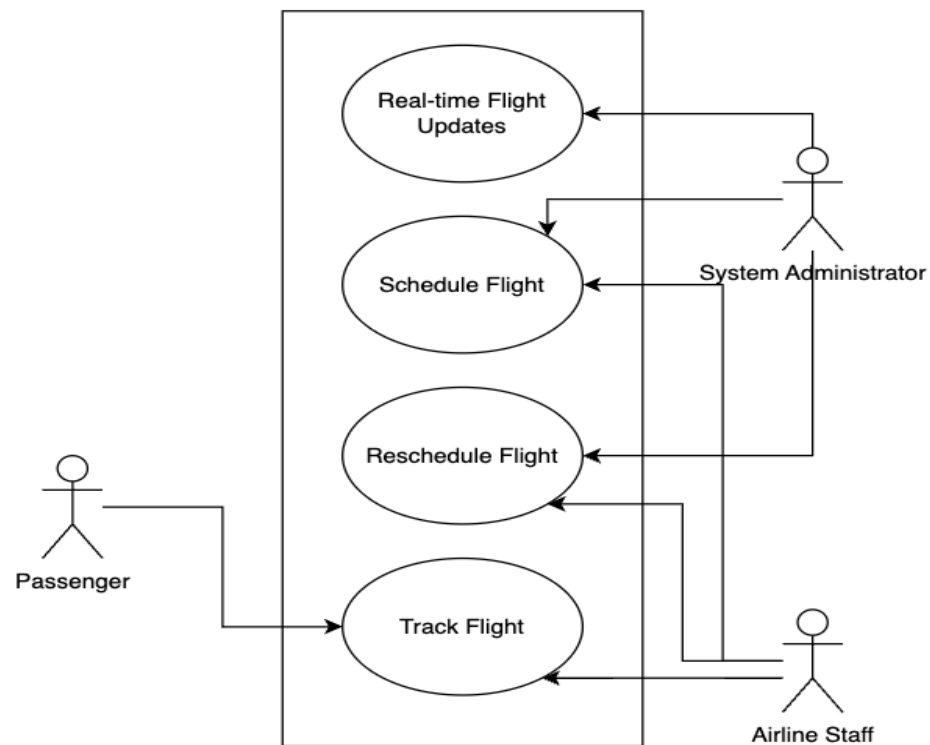 Real-time Flight
Updates
System Administrator
Schedule Flight
Reschedule Flight
Passenger
Track Flight
Airline Staff